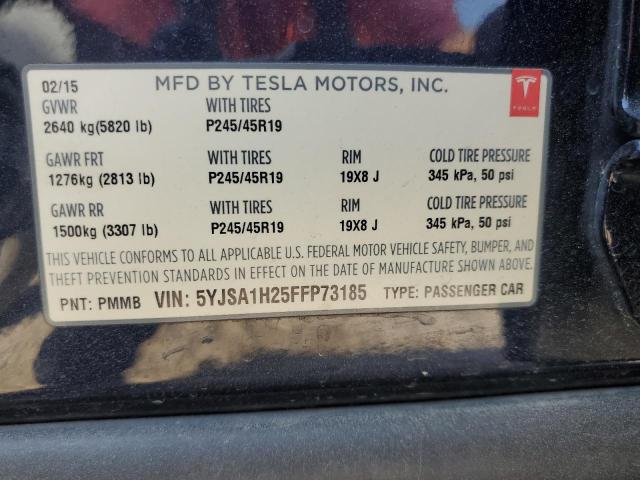 02/15 MFD BY TESLA MOTORS, INC.
TESLA
GVWR WITH TIRES
2640 kg(5820 lb) P245/45R19
GAWR FRT WITH TIRES RIM COLD TIRE PRESSURE
1276kg (2813 lb) P245/45R19 19X8 J 345 kPa, 50 psi
GAWR RR WITH TIRES RIM COLD TIRE PRESSURE
1500kg (3307 lb) P245/45R19 19X8 J 345 kPa, 50 psi
THIS VEHICLE CONFORMS TO ALL APPLICABLE U.S. FEDERAL MOTOR VEHICLE SAFETY, BUMPER, AND
THEFT PREVENTION STANDARDS IN EFFECT ON THE DATE OF MANUFACTURE SHOWN ABOVE.
PNT: PMMB VIN: 5YJSA1H25FFP73185 TYPE: PASSENGER CAR